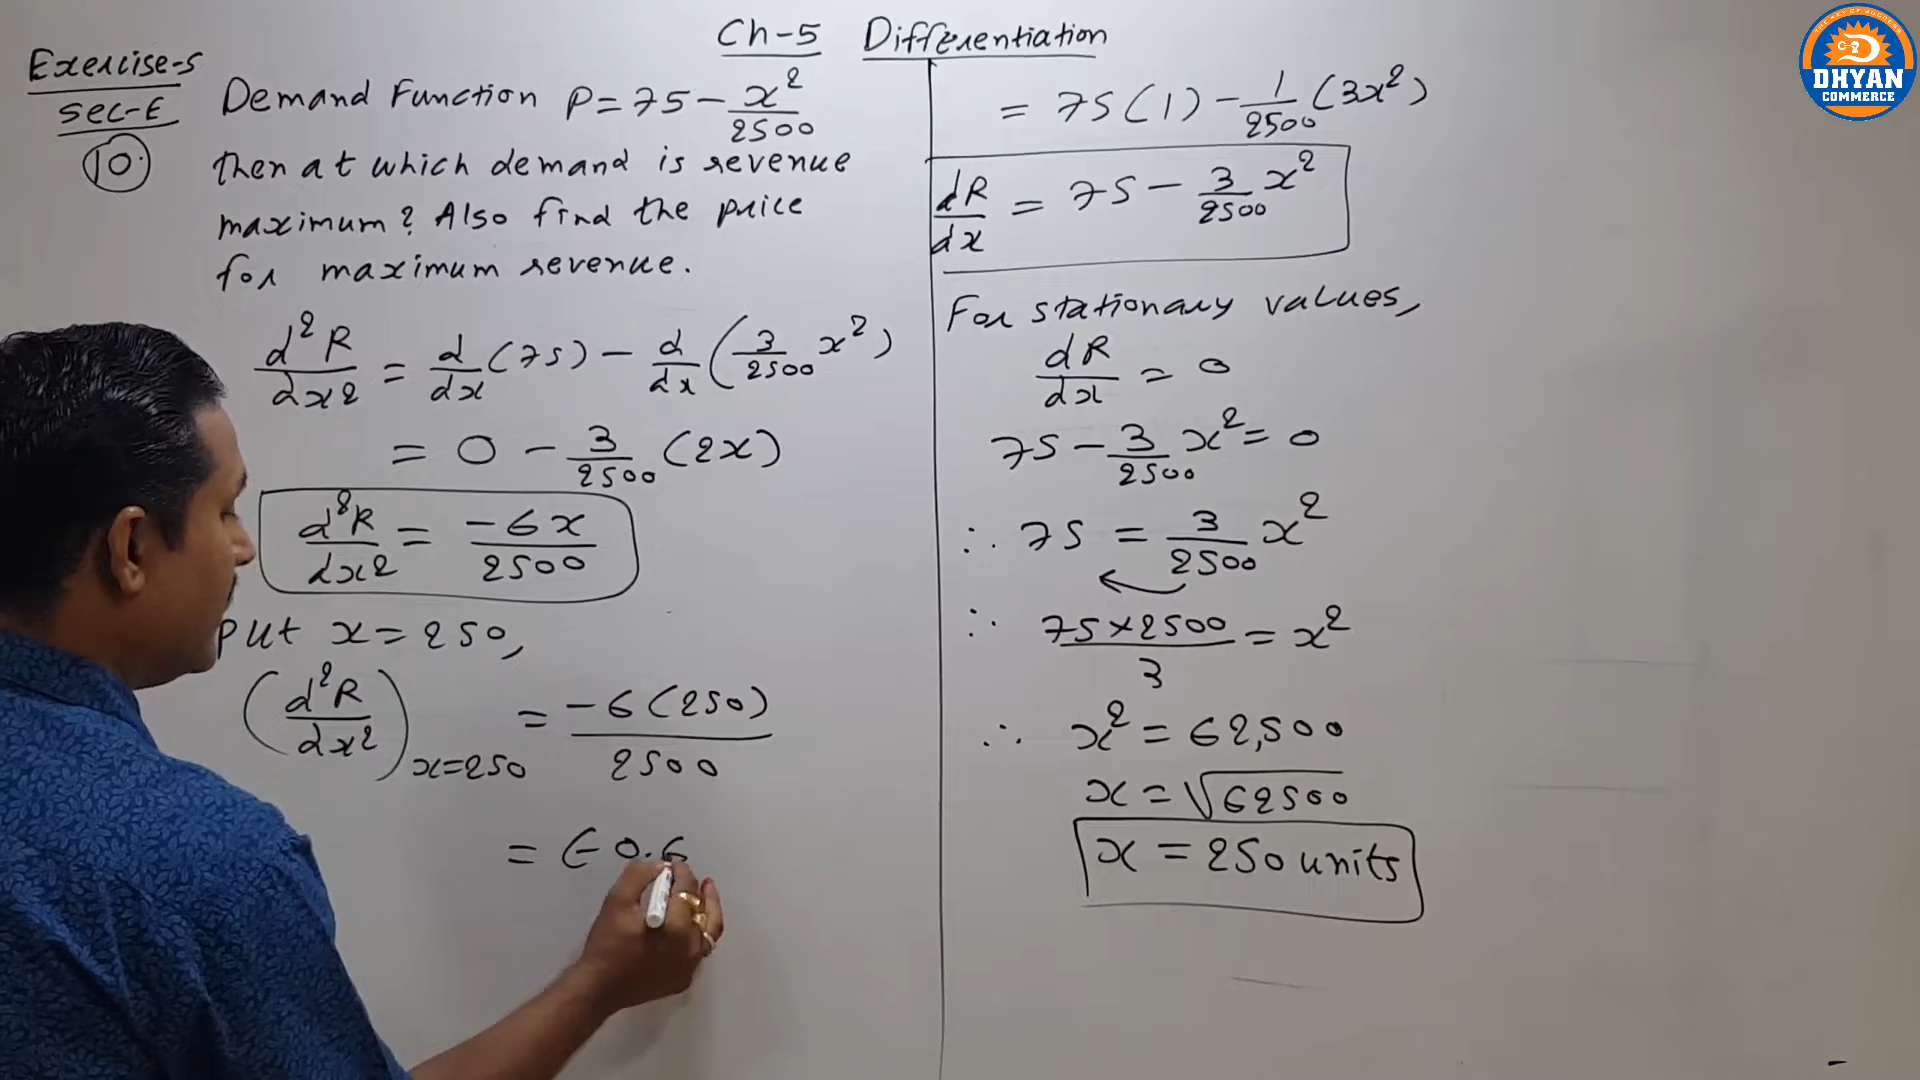 Ch-5 Differentiation
Exercise-5
Sec-E
10.
Demand Function P = 75 - x²/2500
then at which demand is revenue
maximum? Also find the price
for maximum revenue.
d²R/dx² = d/dx (75) - d/dx (3/2500 x²)
= 0 - 3/2500 (2x)
d²R/dx² = -6x/2500
Put x = 250,
(d²R/dx²)x=250 = -6(250)/2500
= (-0.6
= 75(1) - 1/2500 (3x²)
dR/dx = 75 - 3/2500 x²
For stationary values,
dR/dx = 0
75 - 3/2500 x² = 0
∴ 75 = 3/2500 x²
∴ 75×2500/3 = x²
∴ x² = 62,500
x = √62500
x = 250 units
DHYAN
COMMERCE